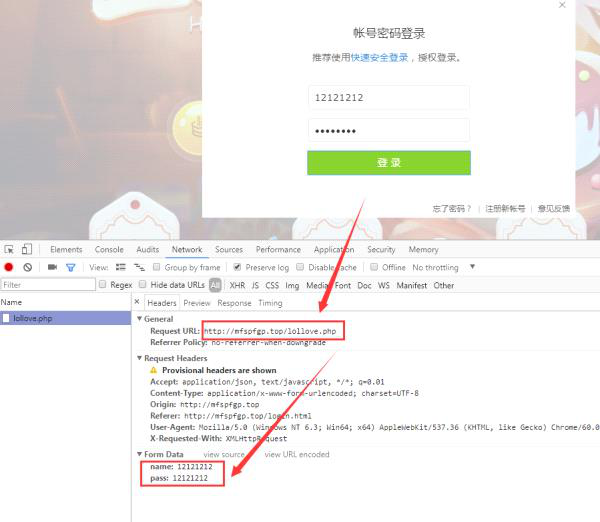 帐号密码登录
推荐使用快速安全登录，授权登录。
12121212
登 录
忘了密码？ | 注册新帐号 | 意见反馈
Elements Console Audits Network Sources Performance Application Security Memory
View: Group by frame Preserve log Disable cache Offline No throttling
Filter Regex Hide data URLs All XHR JS CSS Img Media Font Doc WS Manifest Other
Name × Headers Preview Response Timing
lollove.php
General
Request URL: http://mfspfgp.top/lollove.php
Referrer Policy: no-referrer-when-downgrade
Request Headers
Provisional headers are shown
Accept: application/json, text/javascript, */*; q=0.01
Content-Type: application/x-www-form-urlencoded; charset=UTF-8
Origin: http://mfspfgp.top
Referer: http://mfspfgp.top/login.html
User-Agent: Mozilla/5.0 (Windows NT 6.3; Win64; x64) AppleWebKit/537.36 (KHTML, like Gecko) Chrome/60.0
X-Requested-With: XMLHttpRequest
Form Data view source view URL encoded
name: 12121212
pass: 12121212